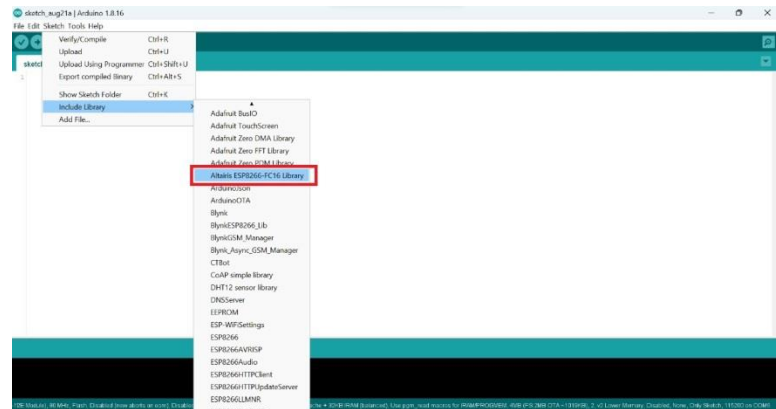 sketch_aug21a | Arduino 1.8.16
File Edit Sketch Tools Help
Verify/Compile Ctrl+R
Upload Ctrl+U
Upload Using Programmer Ctrl+Shift+U
Export compiled Binary Ctrl+Alt+S
Show Sketch Folder Ctrl+K
Include Library
Add File...
sketch
1
Adafruit BusIO
Adafruit TouchScreen
Adafruit Zero DMA Library
Adafruit Zero FFT Library
Adafruit Zero PDM Library
Altairis ESP8266-FC16 Library
ArduinoJson
ArduinoOTA
Blynk
BlynkESP8266_Lib
BlynkGSM_Manager
Blynk_Async_GSM_Manager
CTBot
CoAP simple library
DHT12 sensor library
DNSServer
EEPROM
ESP-WiFiSettings
ESP8266
ESP8266AVRISP
ESP8266Audio
ESP8266HTTPClient
ESP8266HTTPUpdateServer
ESP8266LLMNR